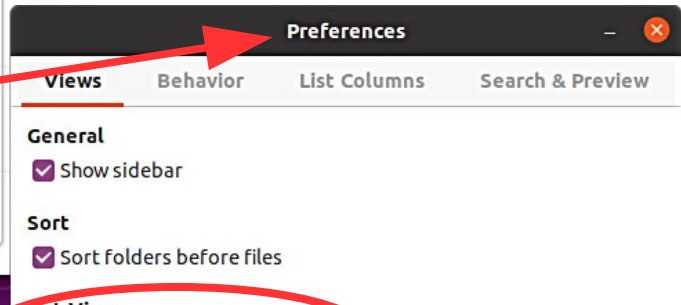 Preferences
Views Behavior List Columns Search & Preview
General
Show sidebar
Sort
Sort folders before files